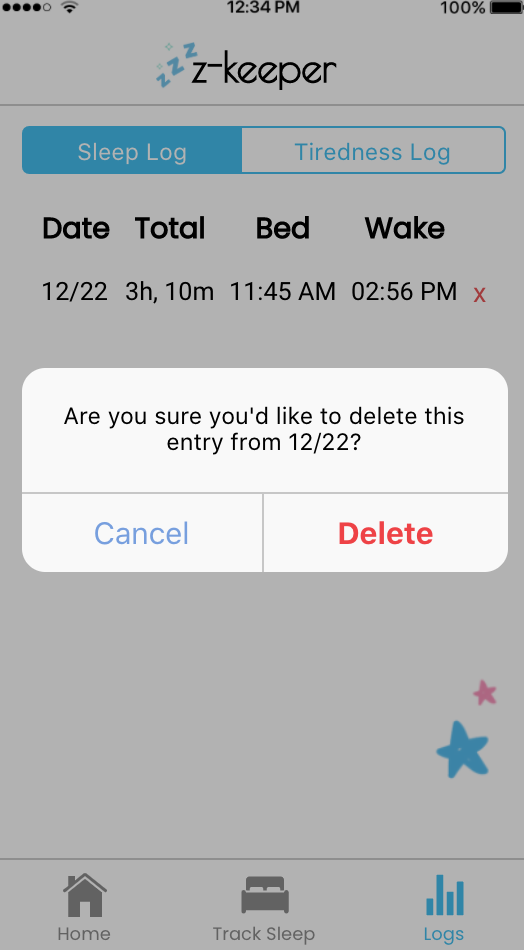 12:34 PM 100%
z z z z-keeper
Sleep Log Tiredness Log
Date Total Bed Wake
12/22 3h, 10m 11:45 AM 02:56 PM x
Are you sure you'd like to delete this
entry from 12/22?
Cancel Delete
Home Track Sleep Logs